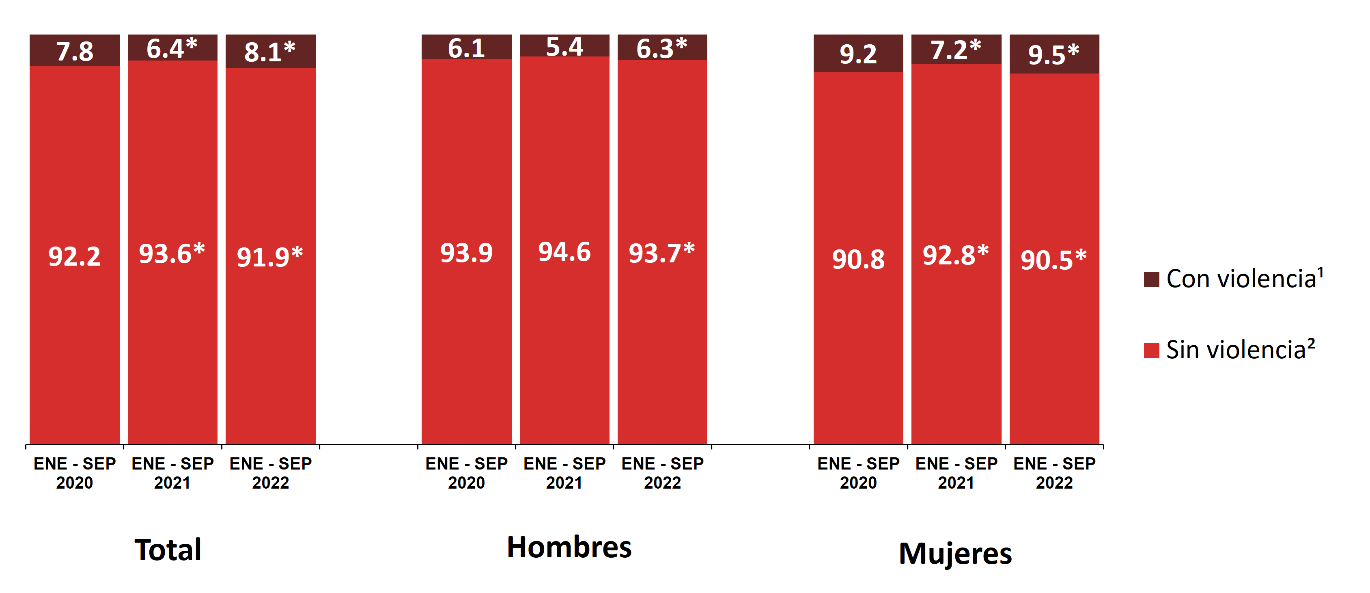 7.8 6.4* 8.1* 6.1 5.4 6.3* 9.2 7.2* 9.5*
92.2 93.6* 91.9* 93.9 94.6 93.7* 90.8 92.8* 90.5*
Con violencia¹
Sin violencia²
ENE - SEP ENE - SEP ENE - SEP ENE - SEP ENE - SEP ENE - SEP ENE - SEP ENE - SEP ENE - SEP
2020 2021 2022 2020 2021 2022 2020 2021 2022
Total Hombres Mujeres